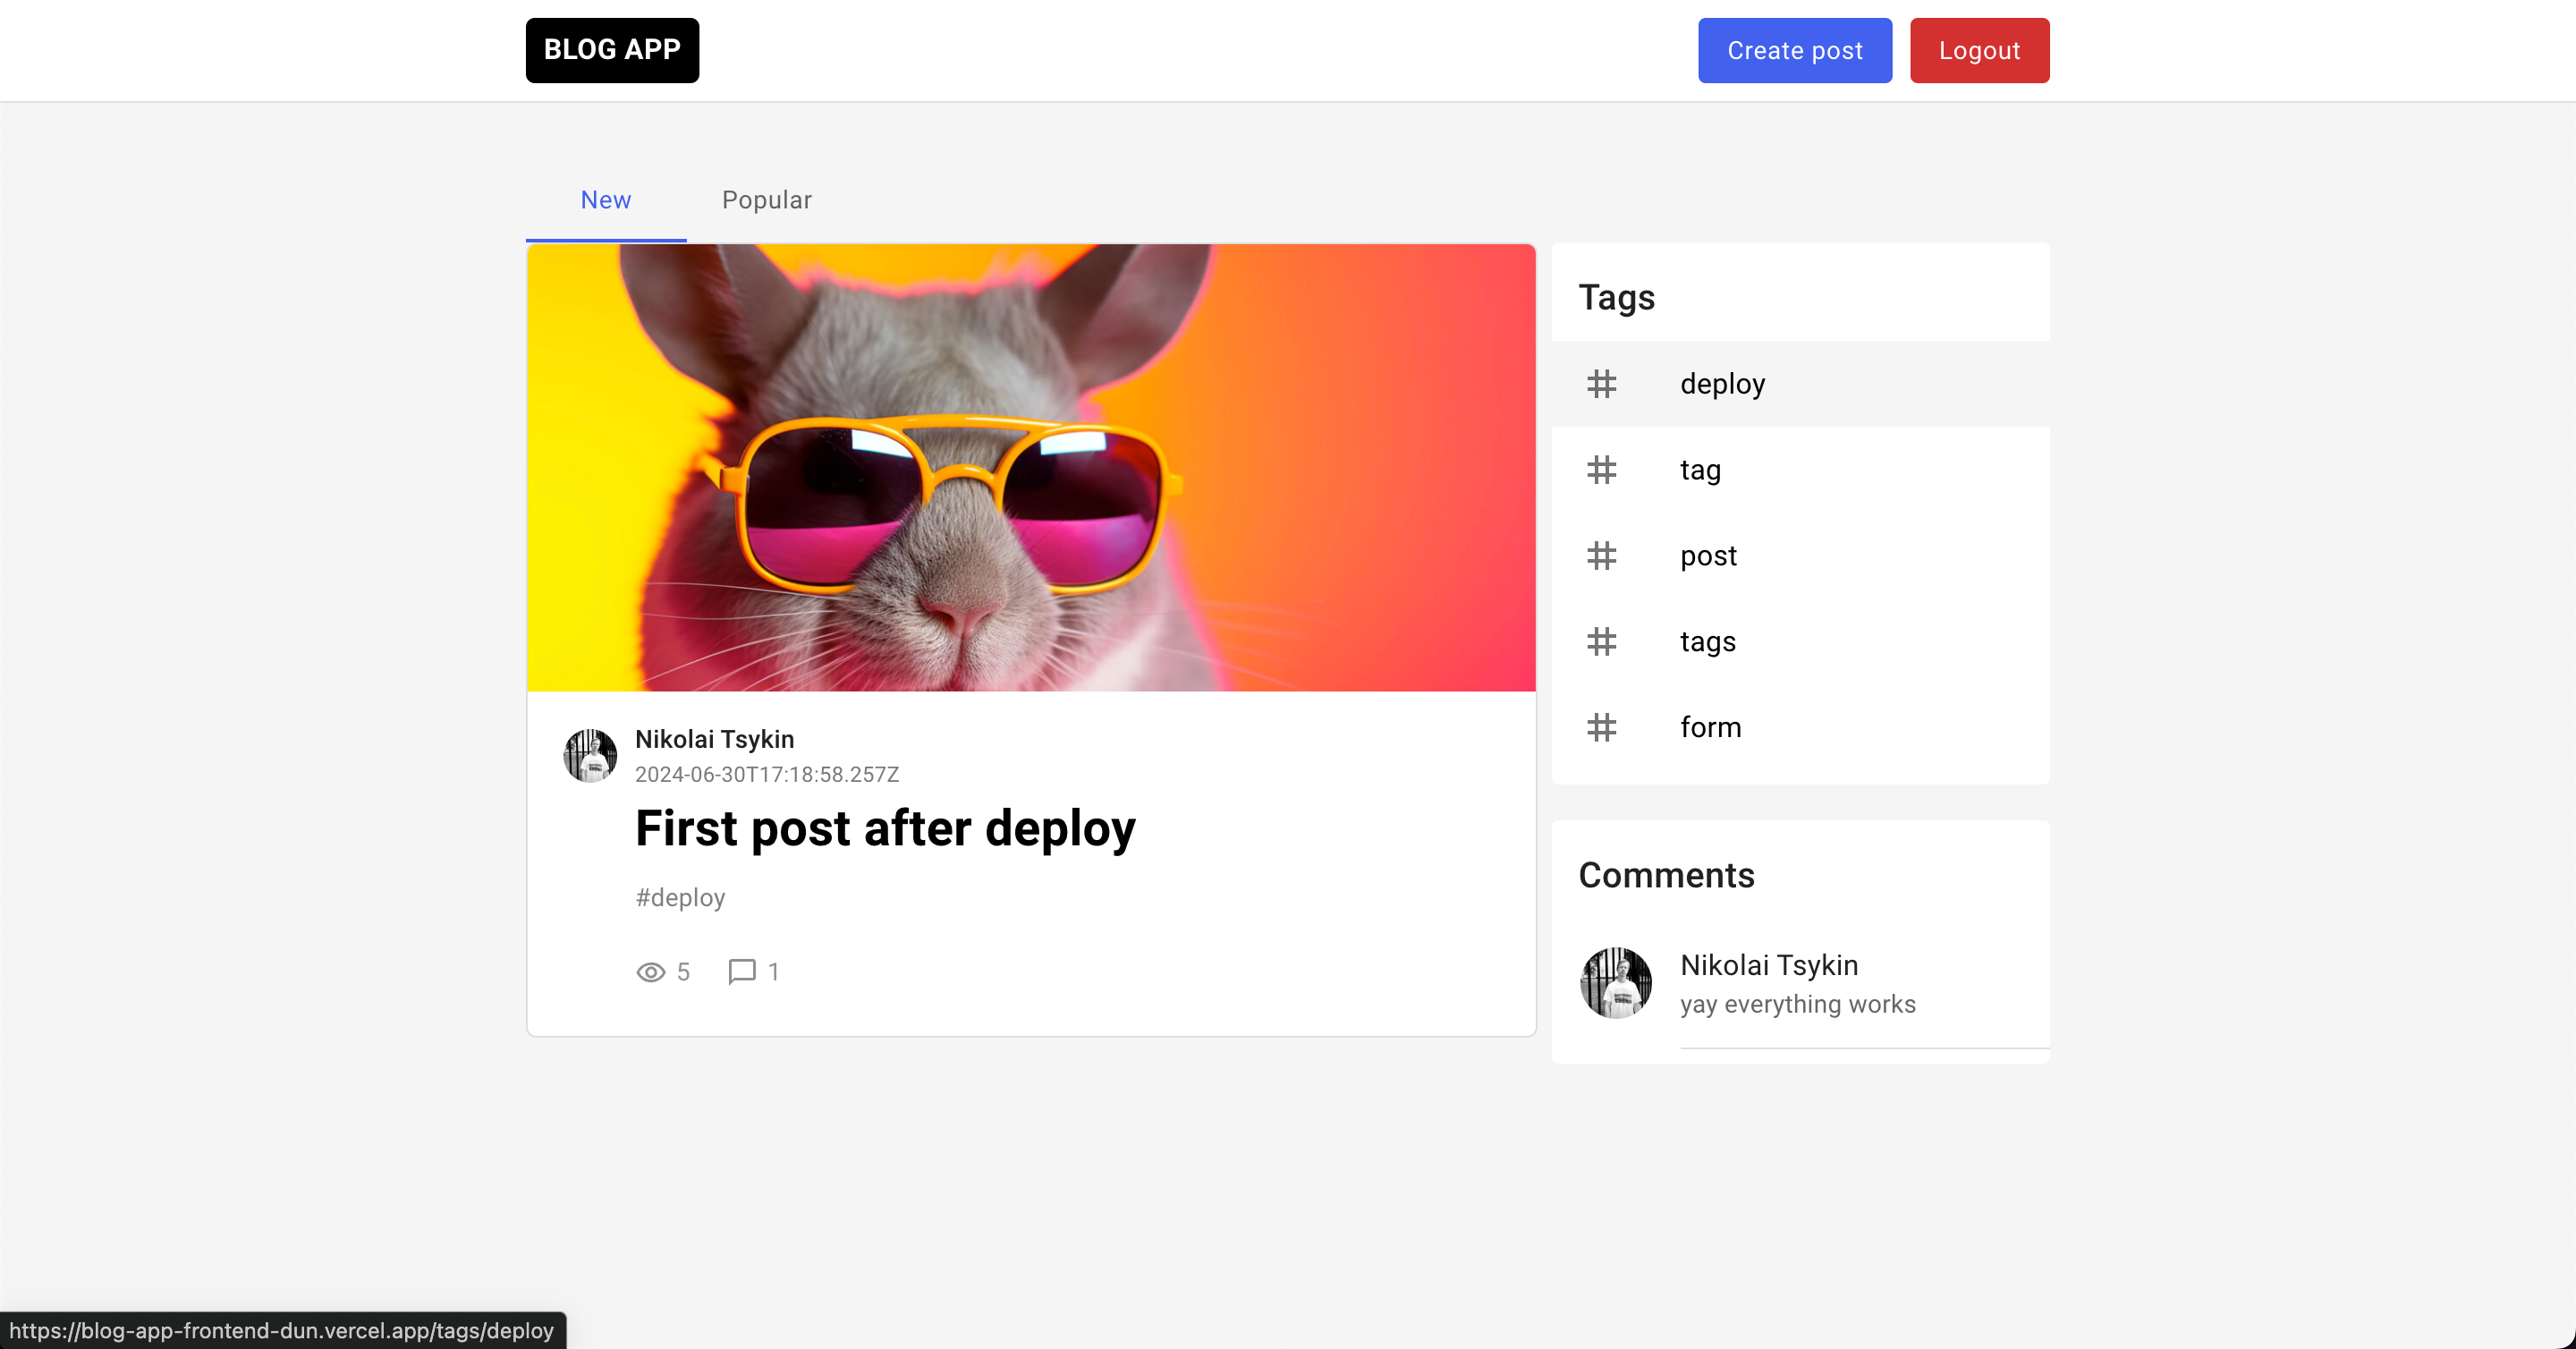 BLOG APP
Create post
Logout
New
Popular
Nikolai Tsykin
2024-06-30T17:18:58.257Z
First post after deploy
#deploy
5
1
Tags
# deploy
# tag
# post
# tags
# form
Comments
Nikolai Tsykin
yay everything works
https://blog-app-frontend-dun.vercel.app/tags/deploy